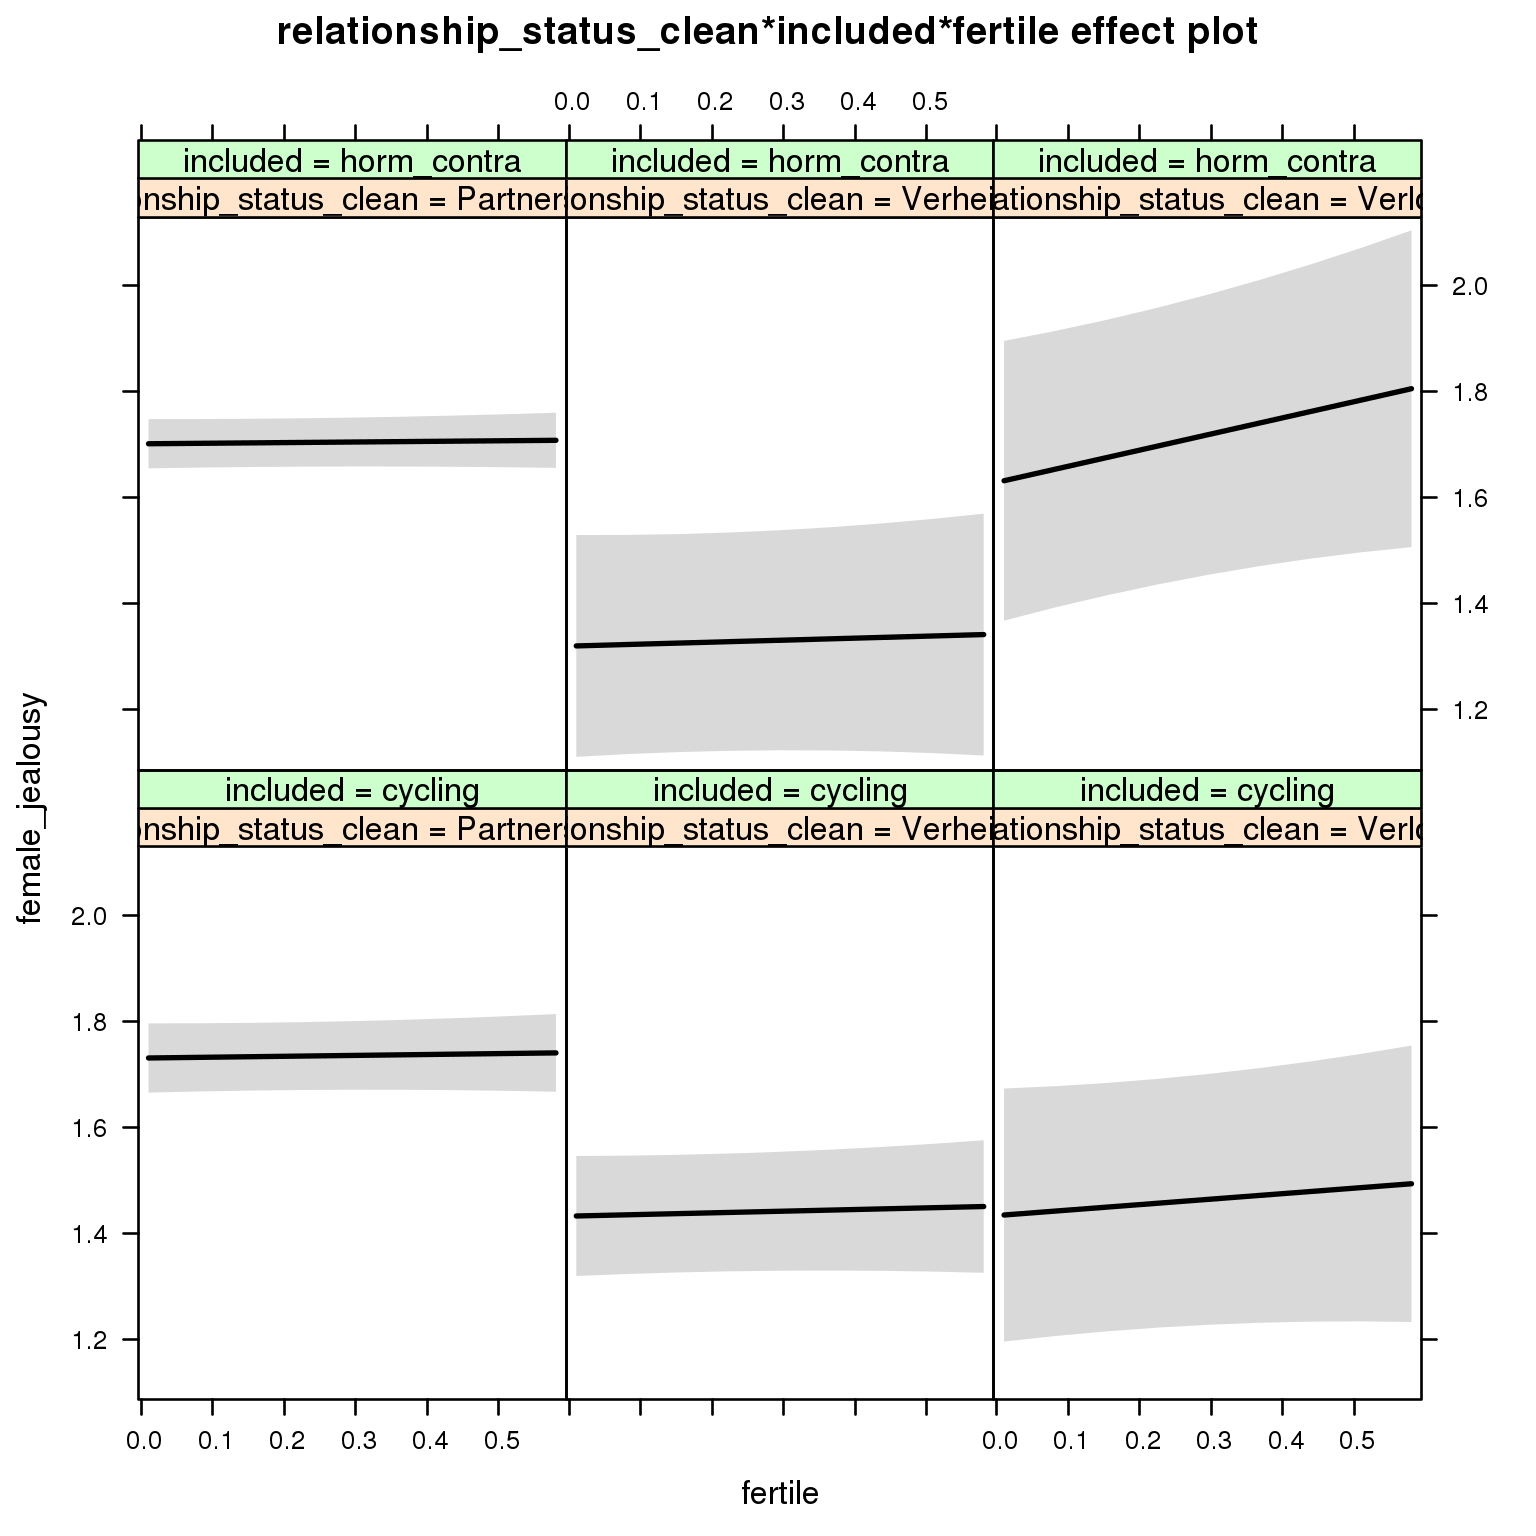 relationship_status_clean*included*fertile effect plot
0.0 0.1 0.2 0.3 0.4 0.5
included = horm_contra included = horm_contra included = horm_contra
onship_status_clean = Partners onship_status_clean = Verhei ationship_status_clean = Verlo
2.0
1.8
1.6
1.4
1.2
female_jealousy
included = cycling included = cycling included = cycling
onship_status_clean = Partners onship_status_clean = Verhei ationship_status_clean = Verlo
2.0
1.8
1.6
1.4
1.2
0.0 0.1 0.2 0.3 0.4 0.5 0.0 0.1 0.2 0.3 0.4 0.5
fertile